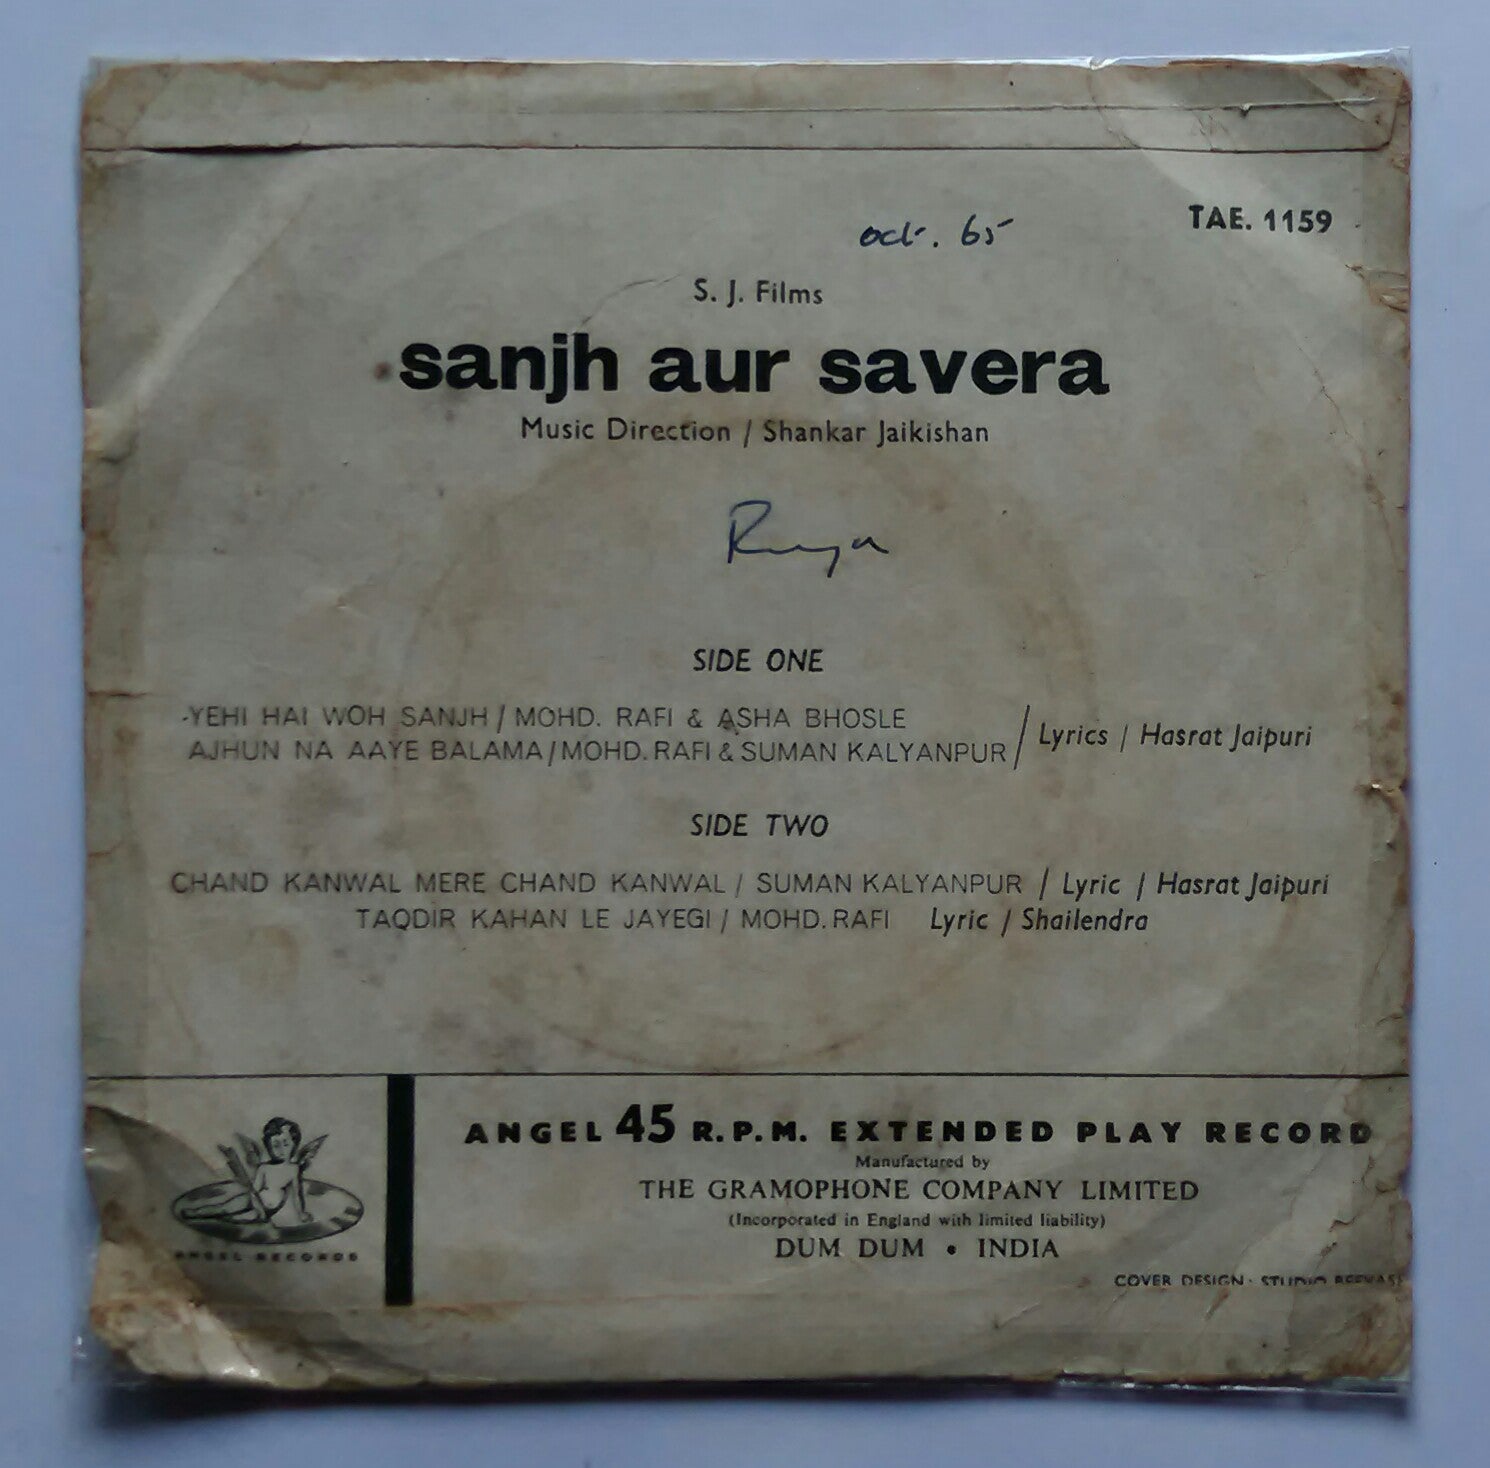 oct. 65
TAE. 1159
S. J. Films
sanjh aur savera
Music Direction / Shankar Jaikishan
SIDE ONE
YEHI HAI WOH SANJH / MOHD. RAFI & ASHA BHOSLE
AJHUN NA AAYE BALAMA / MOHD. RAFI & SUMAN KALYANPUR / Lyrics / Hasrat Jaipuri
SIDE TWO
CHAND KANWAL MERE CHAND KANWAL / SUMAN KALYANPUR / Lyric / Hasrat Jaipuri
TAQDIR KAHAN LE JAYEGI / MOHD. RAFI Lyric / Shailendra
ANGEL 45 R.P.M. EXTENDED PLAY RECORD
Manufactured by
THE GRAMOPHONE COMPANY LIMITED
(Incorporated in England with limited liability)
DUM DUM • INDIA
ANGEL RECORDS
COVER DESIGN · STUDIO